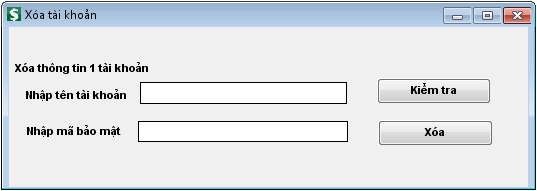 Xóa tài khoản
Xóa thông tin 1 tài khoản
Nhập tên tài khoản
Kiểm tra
Nhập mã bảo mật
Xóa